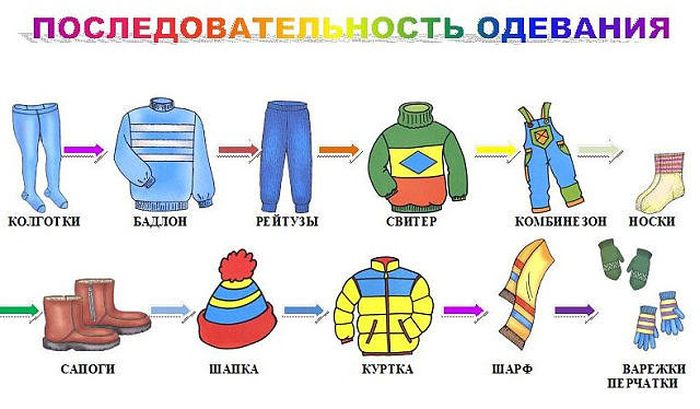 ПОСЛЕДОВАТЕЛЬНОСТЬ ОДЕВАНИЯ
КОЛГОТКИ БАДЛОН РЕЙТУЗЫ СВИТЕР КОМБИНЕЗОН НОСКИ
САПОГИ ШАПКА КУРТКА ШАРФ ВАРЕЖКИ
ПЕРЧАТКИ